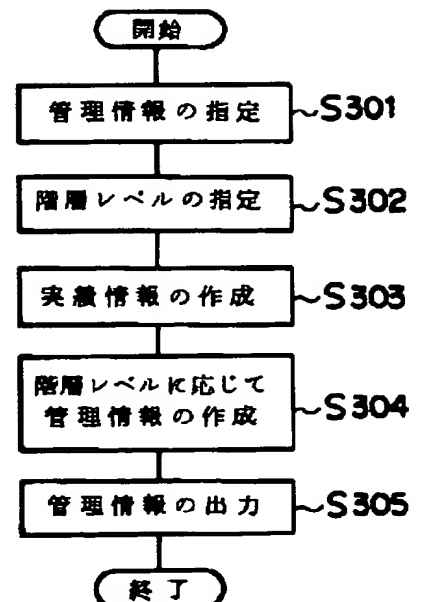 開始
管理情報の指定 S301
階層レベルの指定 S302
実績情報の作成 S303
階層レベルに応じて
管理情報の作成 S304
管理情報の出力 S305
終了